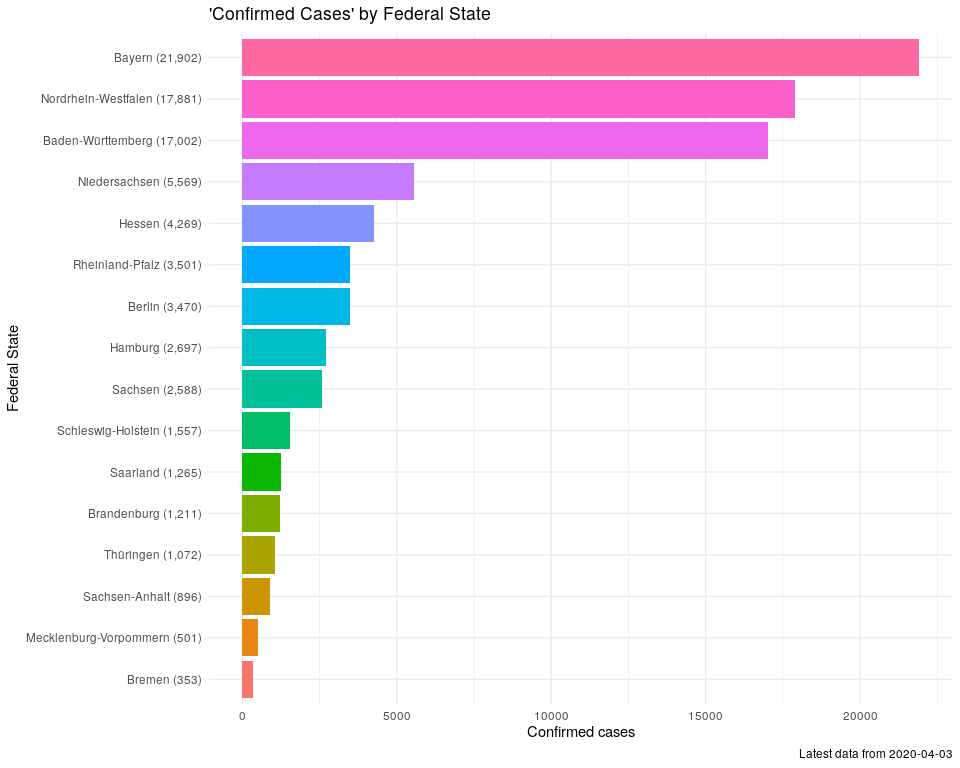 'Confirmed Cases' by Federal State
Bayern (21,902)
Nordrhein-Westfalen (17,881)
Baden-Württemberg (17,002)
Niedersachsen (5,569)
Hessen (4,269)
Rheinland-Pfalz (3,501)
Berlin (3,470)
Hamburg (2,697)
Sachsen (2,588)
Schleswig-Holstein (1,557)
Saarland (1,265)
Brandenburg (1,211)
Thüringen (1,072)
Sachsen-Anhalt (896)
Mecklenburg-Vorpommern (501)
Bremen (353)
Federal State
0 5000 10000 15000 20000
Confirmed cases
Latest data from 2020-04-03